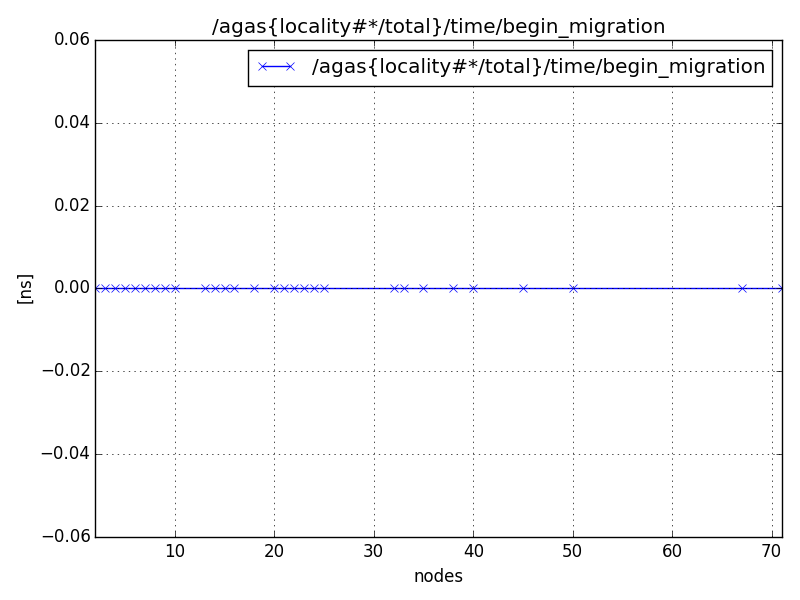 /agas{locality#*/total}/time/begin_migration
/agas{locality#*/total}/time/begin_migration
0.06
0.04
0.02
0.00
−0.02
−0.04
−0.06
[ns]
10 20 30 40 50 60 70
nodes